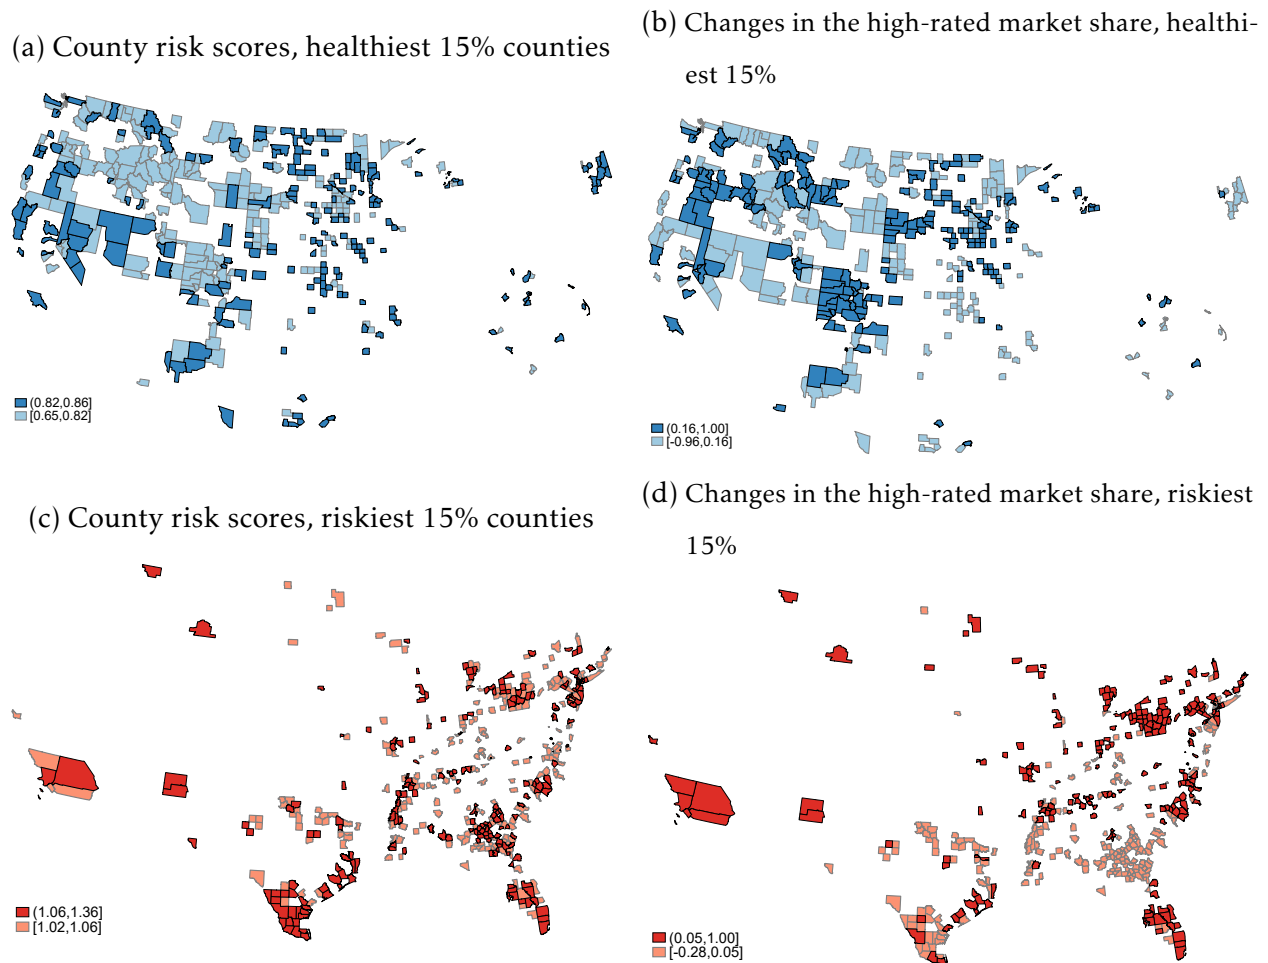 (a) County risk scores, healthiest 15% counties
(0.82,0.86]
[0.65,0.82]
(b) Changes in the high-rated market share, healthi-
est 15%
(0.16,1.00]
[-0.96,0.16]
(c) County risk scores, riskiest 15% counties
(1.06,1.36]
[1.02,1.06]
(d) Changes in the high-rated market share, riskiest
15%
(0.05,1.00]
[-0.28,0.05]